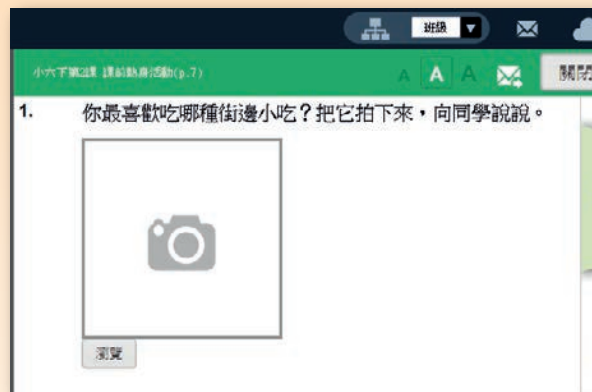 班級
小六下第2課 課前熱身活動(p.7)
A A A
關閉
1. 你最喜歡吃哪種街邊小吃？把它拍下來，向同學說說。
瀏覽